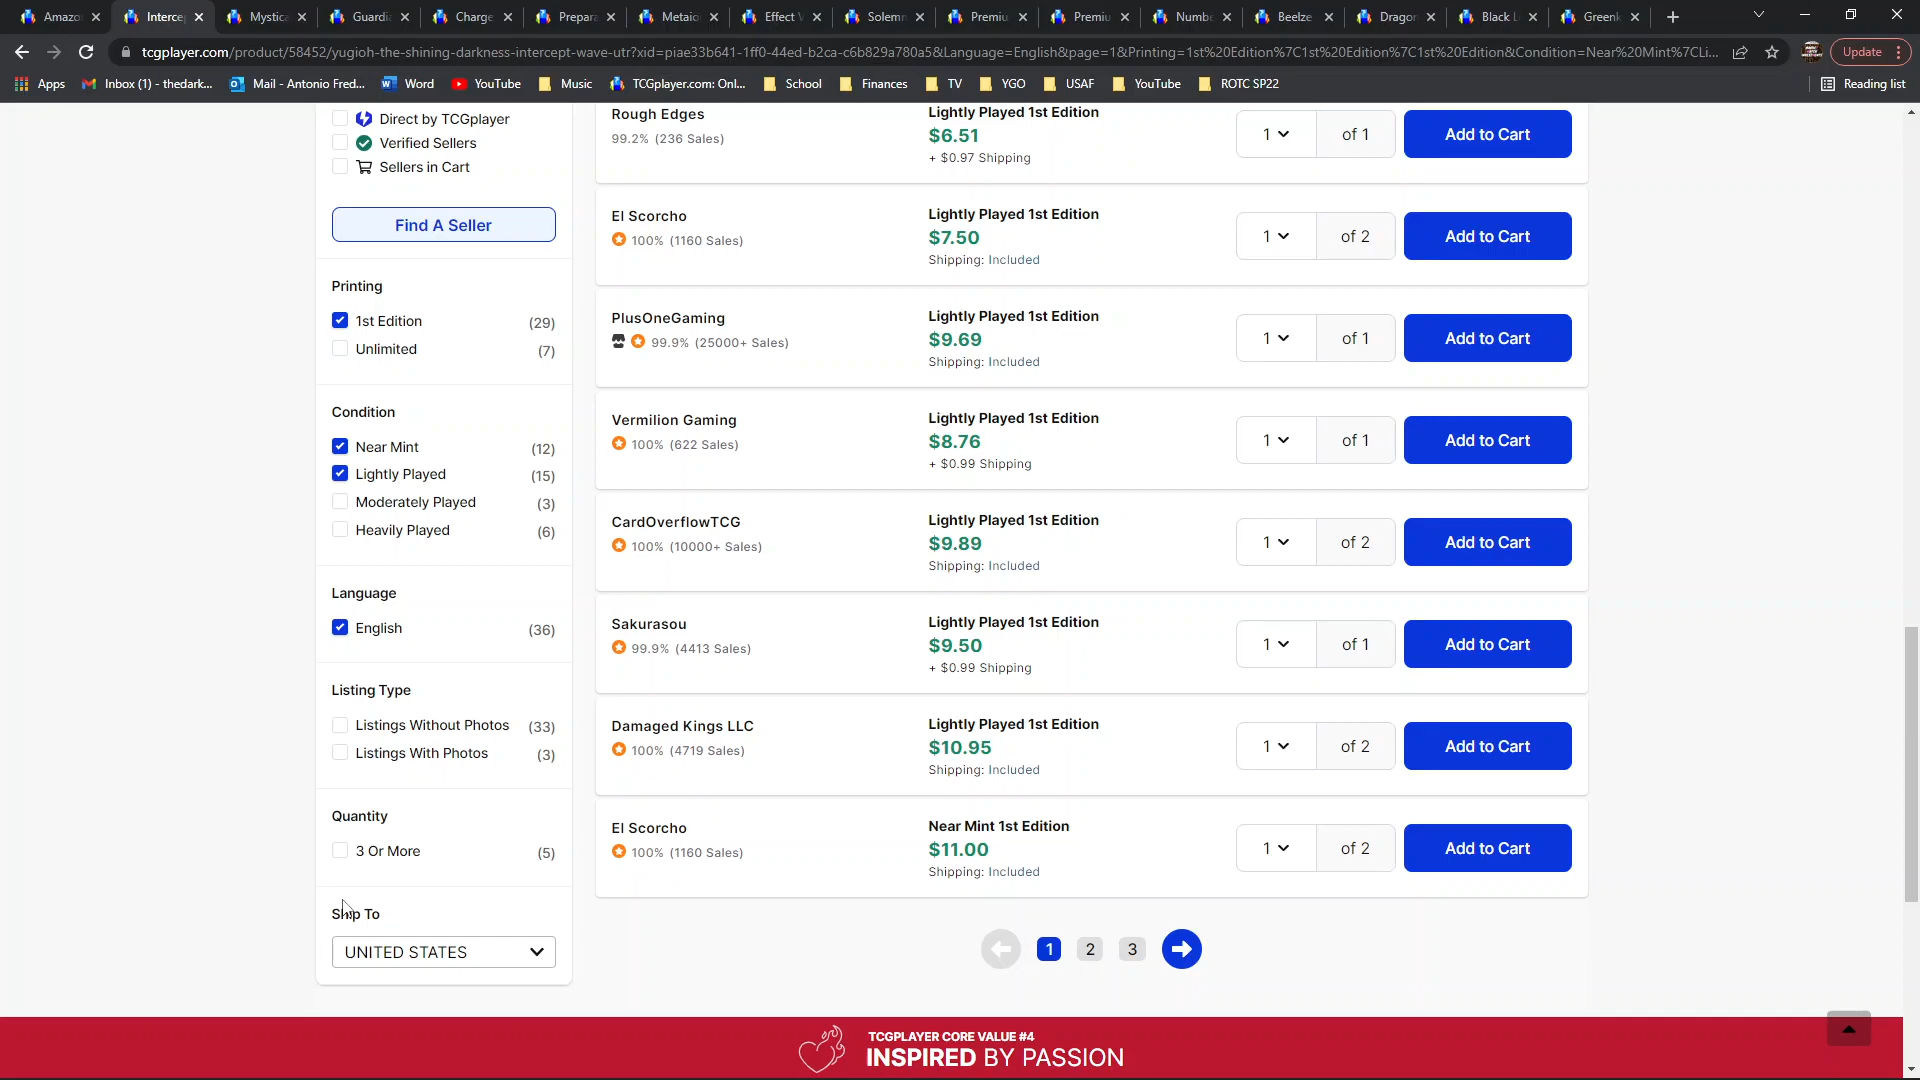 Amazo
Interce
Mystica
Guardia
Charge
Prepara
Metaio
Effect V
Solemn
Premiu
Premiu
Numbe
Beelze
Dragon
Black L
Greenk
tcgplayer.com/product/58452/yugioh-the-shining-darkness-intercept-wave-utr?xid=piae33b641-1ff0-44ed-b2ca-c6b829a780a5&Language=English&page=1&Printing=1st%20Edition%7C1st%20Edition%7C1st%20Edition&Condition=Near%20Mint%7CLi...
Update
Apps
Inbox (1) - thedark...
Mail - Antonio Fred...
Word
YouTube
Music
TCGplayer.com: Onl...
School
Finances
TV
YGO
USAF
YouTube
ROTC SP22
Reading list
Direct by TCGplayer
Verified Sellers
Sellers in Cart
Find A Seller
Printing
1st Edition (29)
Unlimited (7)
Condition
Near Mint (12)
Lightly Played (15)
Moderately Played (3)
Heavily Played (6)
Language
English (36)
Listing Type
Listings Without Photos (33)
Listings With Photos (3)
Quantity
3 Or More (5)
Ship To
UNITED STATES
Rough Edges
99.2% (236 Sales)
Lightly Played 1st Edition
$6.51
+ $0.97 Shipping
1 of 1
Add to Cart
El Scorcho
100% (1160 Sales)
Lightly Played 1st Edition
$7.50
Shipping: Included
1 of 2
Add to Cart
PlusOneGaming
99.9% (25000+ Sales)
Lightly Played 1st Edition
$9.69
Shipping: Included
1 of 1
Add to Cart
Vermilion Gaming
100% (622 Sales)
Lightly Played 1st Edition
$8.76
+ $0.99 Shipping
1 of 1
Add to Cart
CardOverflowTCG
100% (10000+ Sales)
Lightly Played 1st Edition
$9.89
Shipping: Included
1 of 2
Add to Cart
Sakurasou
99.9% (4413 Sales)
Lightly Played 1st Edition
$9.50
+ $0.99 Shipping
1 of 1
Add to Cart
Damaged Kings LLC
100% (4719 Sales)
Lightly Played 1st Edition
$10.95
Shipping: Included
1 of 2
Add to Cart
El Scorcho
100% (1160 Sales)
Near Mint 1st Edition
$11.00
Shipping: Included
1 of 2
Add to Cart
1 2 3
TCGPLAYER CORE VALUE #4
INSPIRED BY PASSION